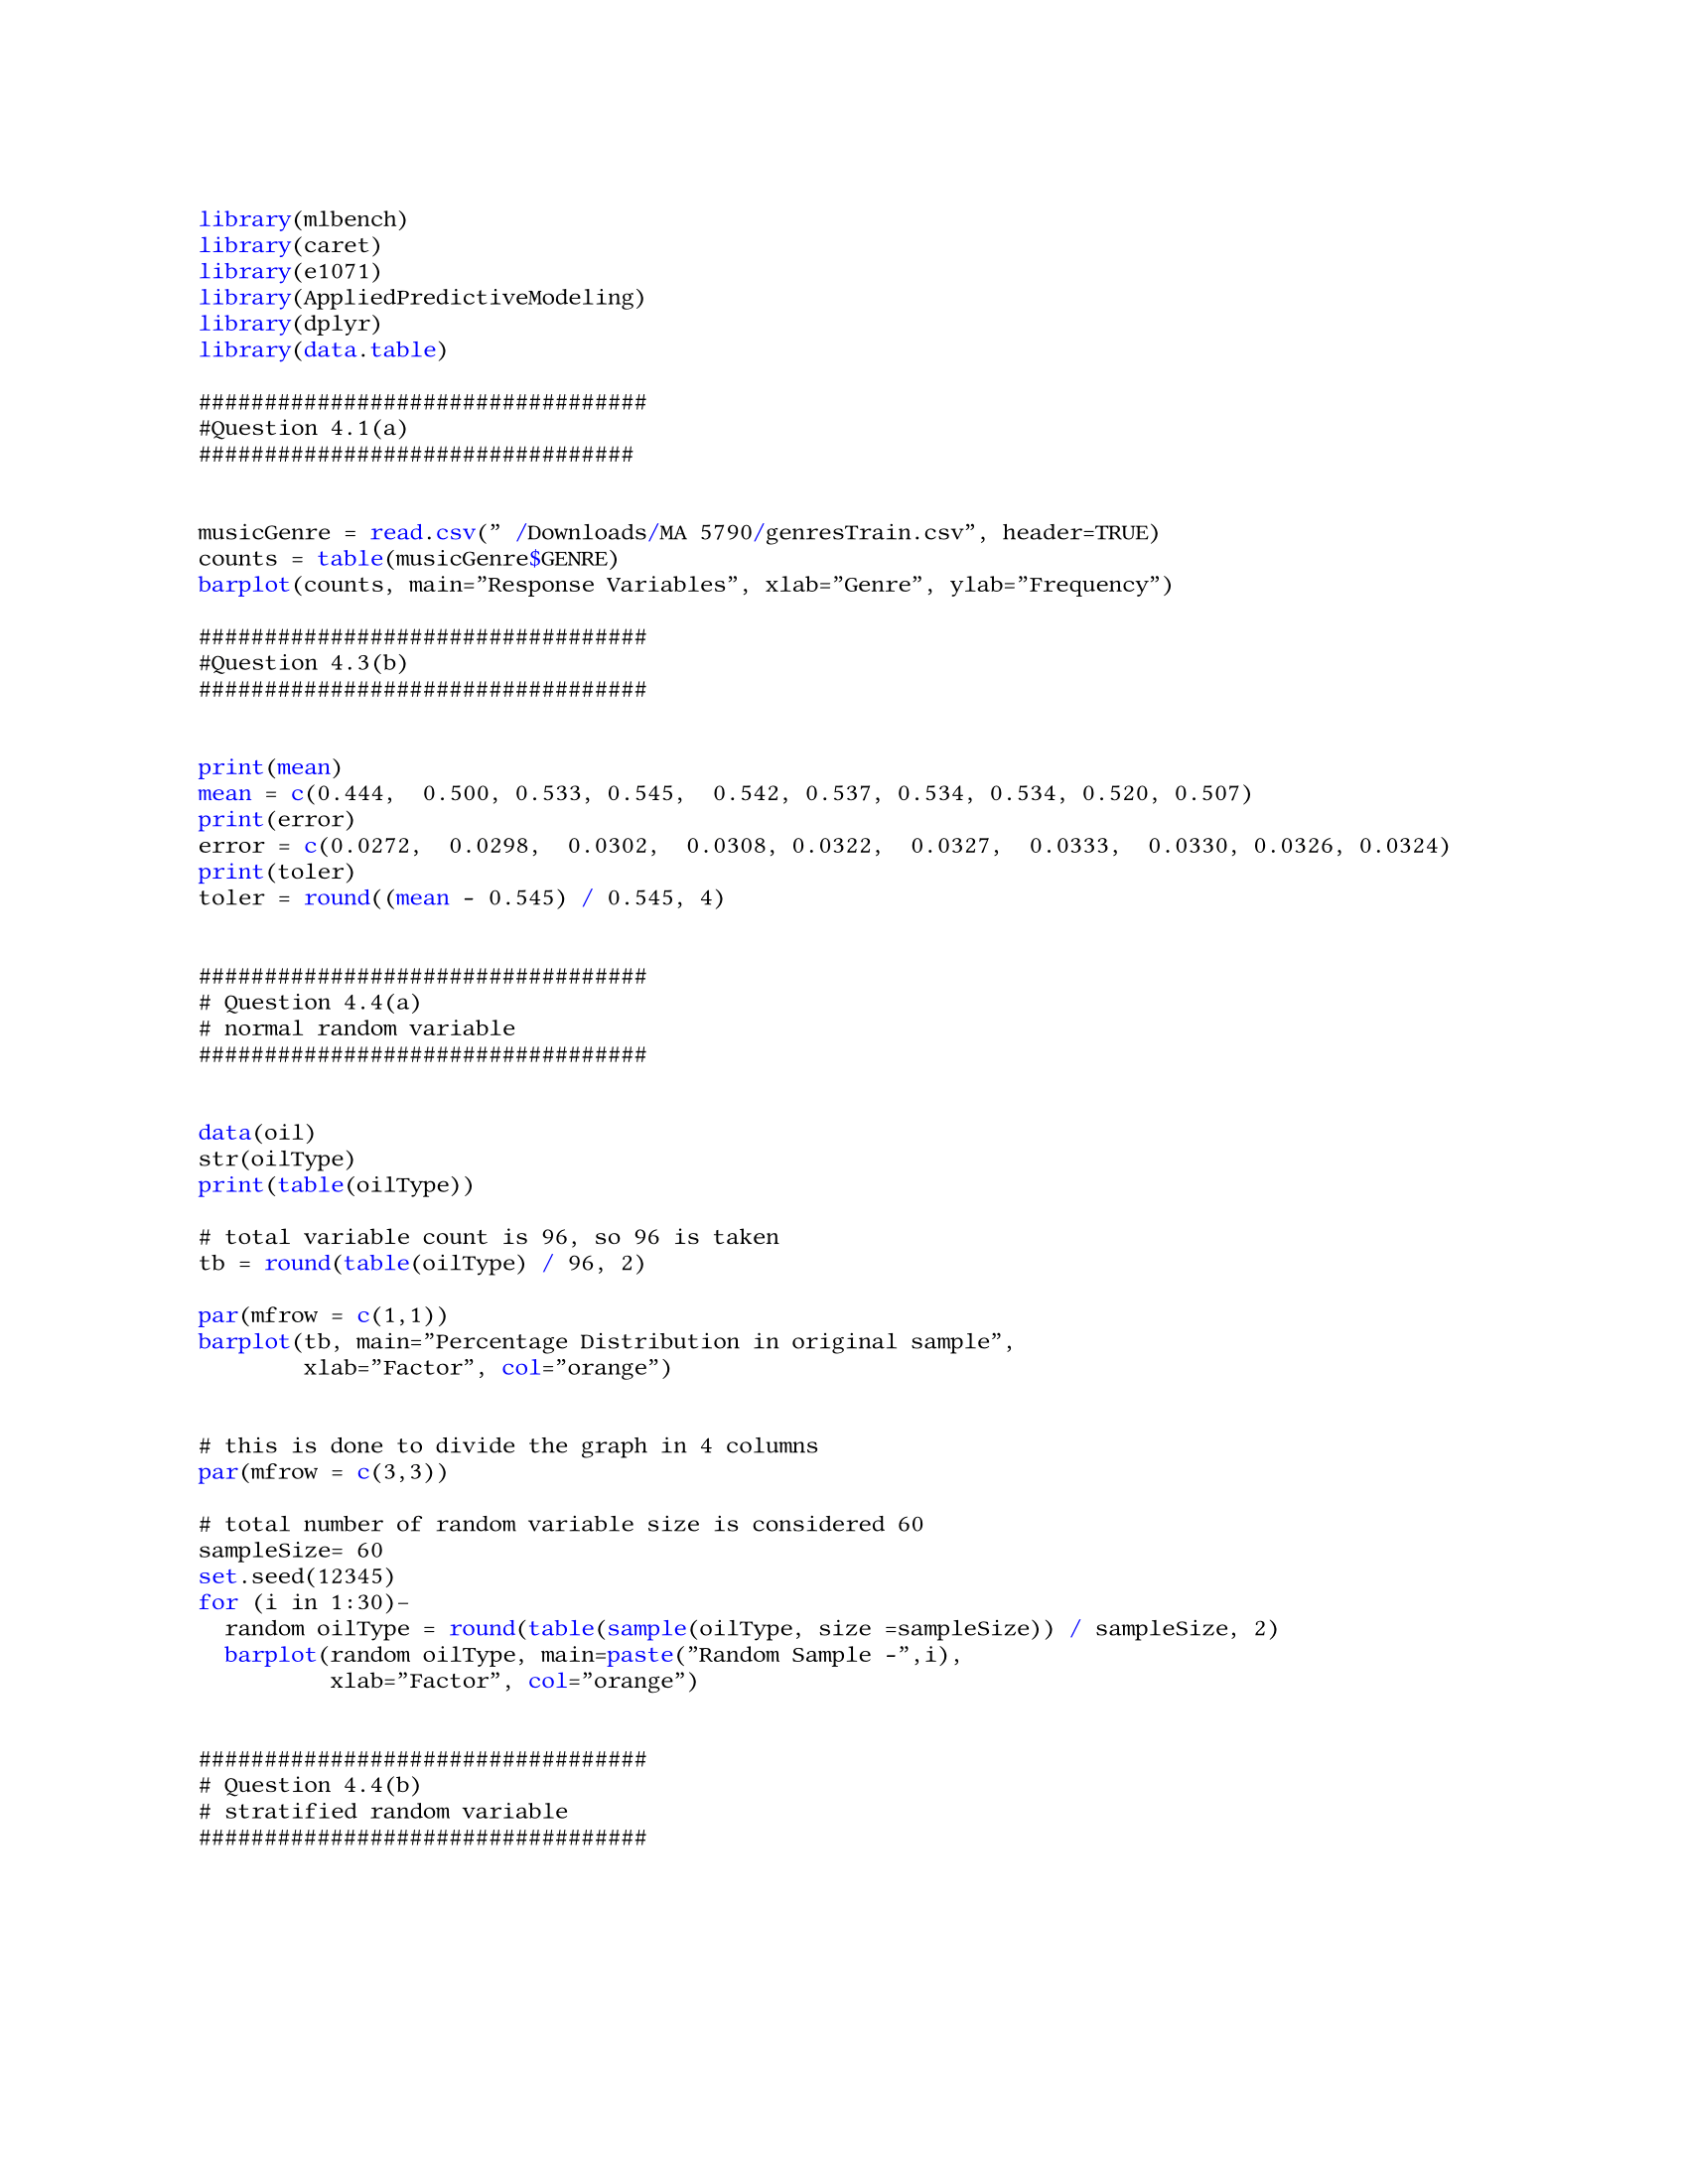 library(mlbench)
library(caret)
library(e1071)
library(AppliedPredictiveModeling)
library(dplyr)
library(data.table)
##################################
#Question 4.1(a)
#################################
musicGenre = read.csv(” /Downloads/MA 5790/genresTrain.csv”, header=TRUE)
counts = table(musicGenre$GENRE)
barplot(counts, main=”Response Variables”, xlab=”Genre”, ylab=”Frequency”)
##################################
#Question 4.3(b)
##################################
print(mean)
mean = c(0.444,  0.500, 0.533, 0.545,  0.542, 0.537, 0.534, 0.534, 0.520, 0.507)
print(error)
error = c(0.0272,  0.0298,  0.0302,  0.0308, 0.0322,  0.0327,  0.0333,  0.0330, 0.0326, 0.0324)
print(toler)
toler = round((mean - 0.545) / 0.545, 4)
##################################
# Question 4.4(a)
# normal random variable
##################################
data(oil)
str(oilType)
print(table(oilType))
# total variable count is 96, so 96 is taken
tb = round(table(oilType) / 96, 2)
par(mfrow = c(1,1))
barplot(tb, main=”Percentage Distribution in original sample”,
        xlab=”Factor”, col=”orange”)
# this is done to divide the graph in 4 columns
par(mfrow = c(3,3))
# total number of random variable size is considered 60
sampleSize= 60
set.seed(12345)
for (i in 1:30)–
  random oilType = round(table(sample(oilType, size =sampleSize)) / sampleSize, 2)
  barplot(random oilType, main=paste(”Random Sample -”,i),
          xlab=”Factor”, col=”orange”)
##################################
# Question 4.4(b)
# stratified random variable
##################################